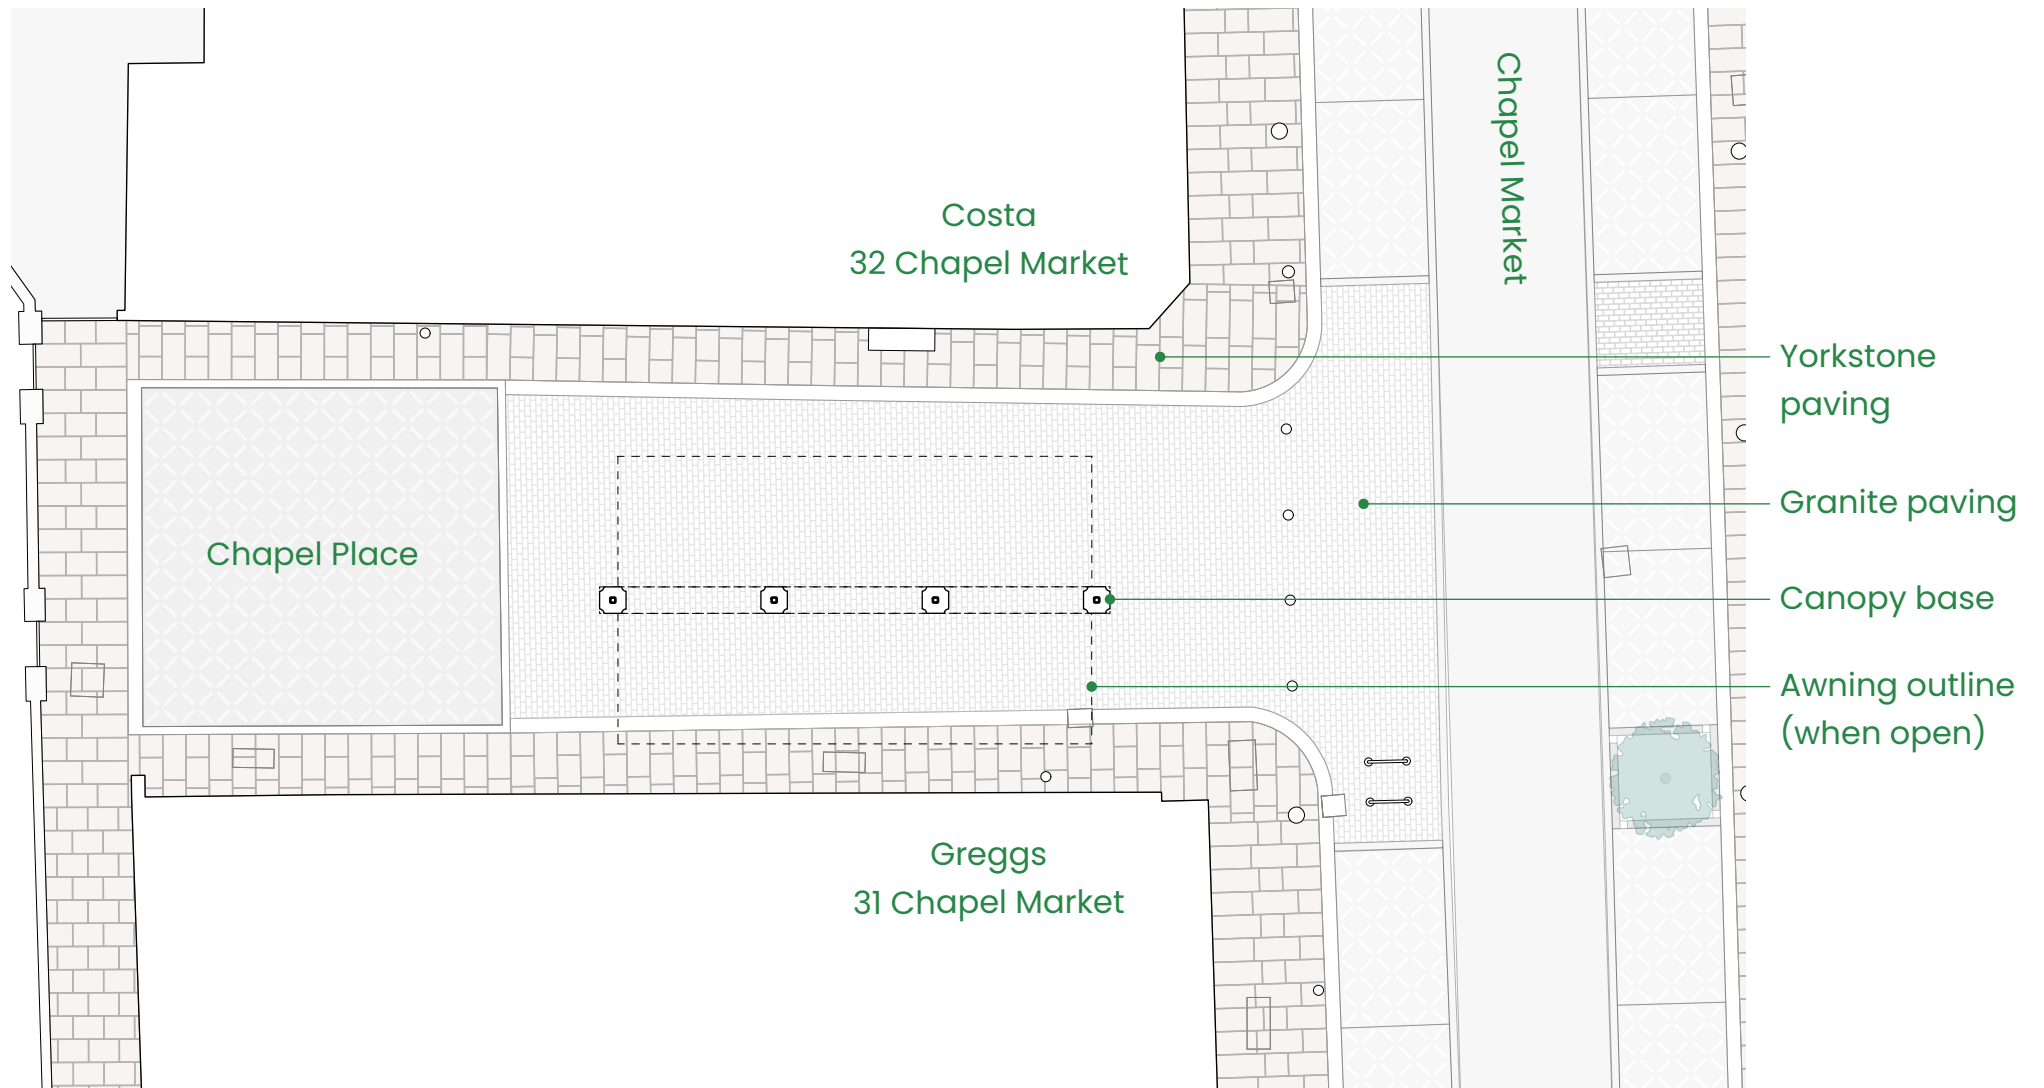 Chapel Market
Costa
32 Chapel Market
Yorkstone
paving
Granite paving
Chapel Place
Canopy base
Awning outline
(when open)
Greggs
31 Chapel Market